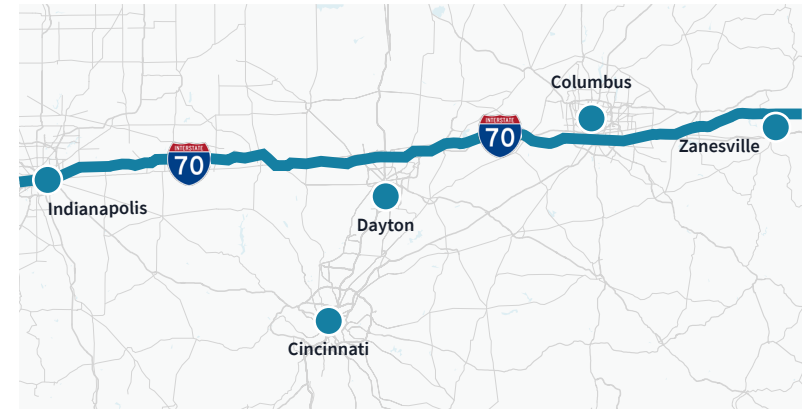 Columbus
INTERSTATE
70
Zanesville
INTERSTATE
70
Indianapolis
Dayton
Cincinnati